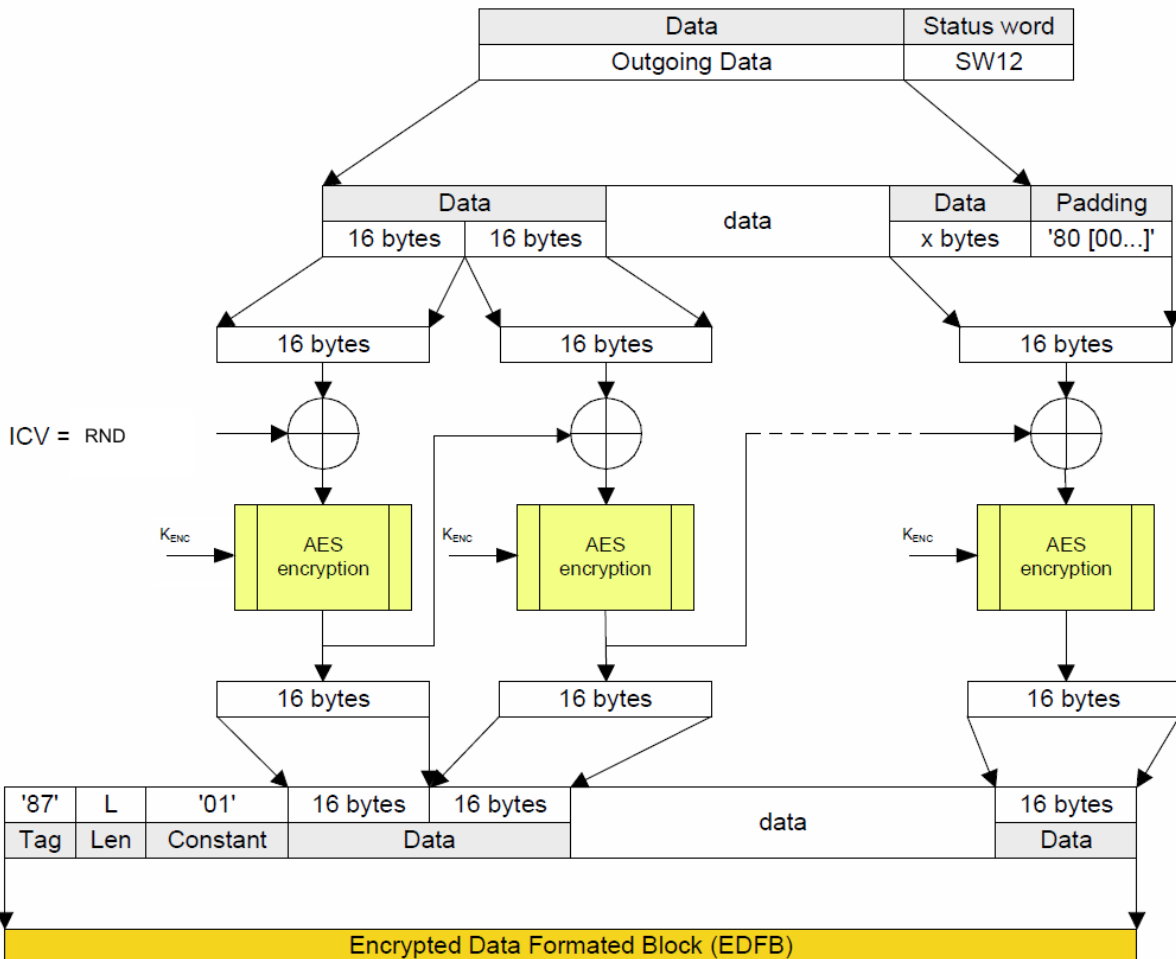 Data Status word
Outgoing Data SW12
Data data Data Padding
16 bytes 16 bytes x bytes '80 [00...]'
16 bytes 16 bytes 16 bytes
ICV = RND
KENC AES encryption KENC AES encryption KENC AES encryption
16 bytes 16 bytes 16 bytes
'87' L '01' 16 bytes 16 bytes data 16 bytes
Tag Len Constant Data Data
Encrypted Data Formated Block (EDFB)